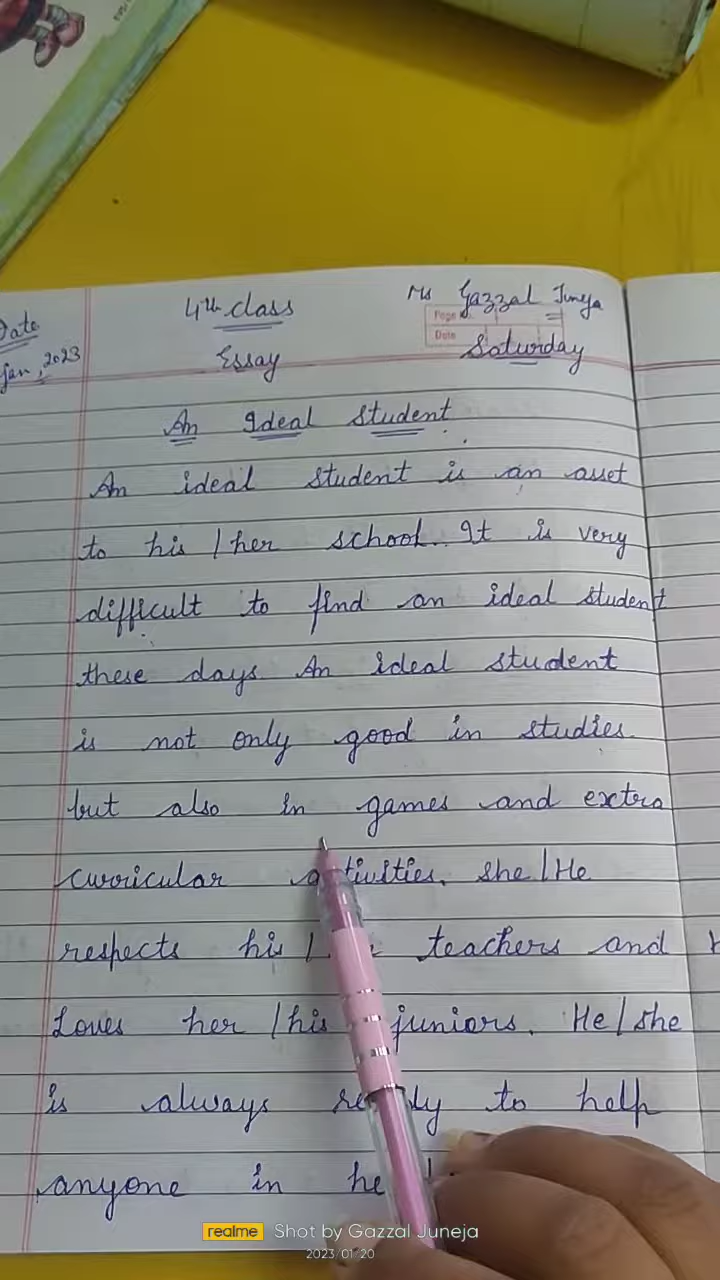 Date
4th class
Ms Gazzal Juneja
Jan, 2023
Page
Date
Essay
Saturday
An Ideal Student
An ideal student is an asset
to his / her school. It is very
difficult to find an ideal student
these days An ideal student
is not only good in studies
but also in games and extra
curricular activities. she / He
respects his / teachers and
Loves her / his juniors. He / she
is always ready to help
anyone in
realme Shot by Gazzal Juneja
2023/01/20